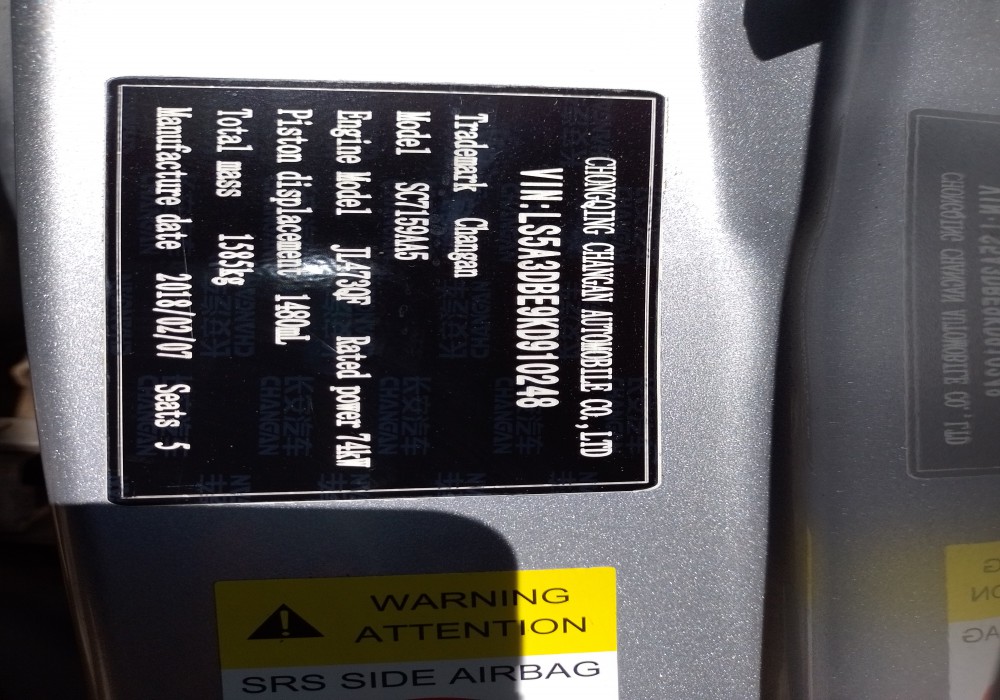 CHONGQING CHANGAN AUTOMOBILE CO.,LTD
VIN:LS5A3DBE9KD910248
Trademark Changan
Model SC7159AA5
Engine Model JL473QF Rated power 74kW
Piston displacement 1480mL
Total mass 1585kg
Manufacture date 2018/02/07 Seats 5
WARNING
ATTENTION
SRS SIDE AIRBAG